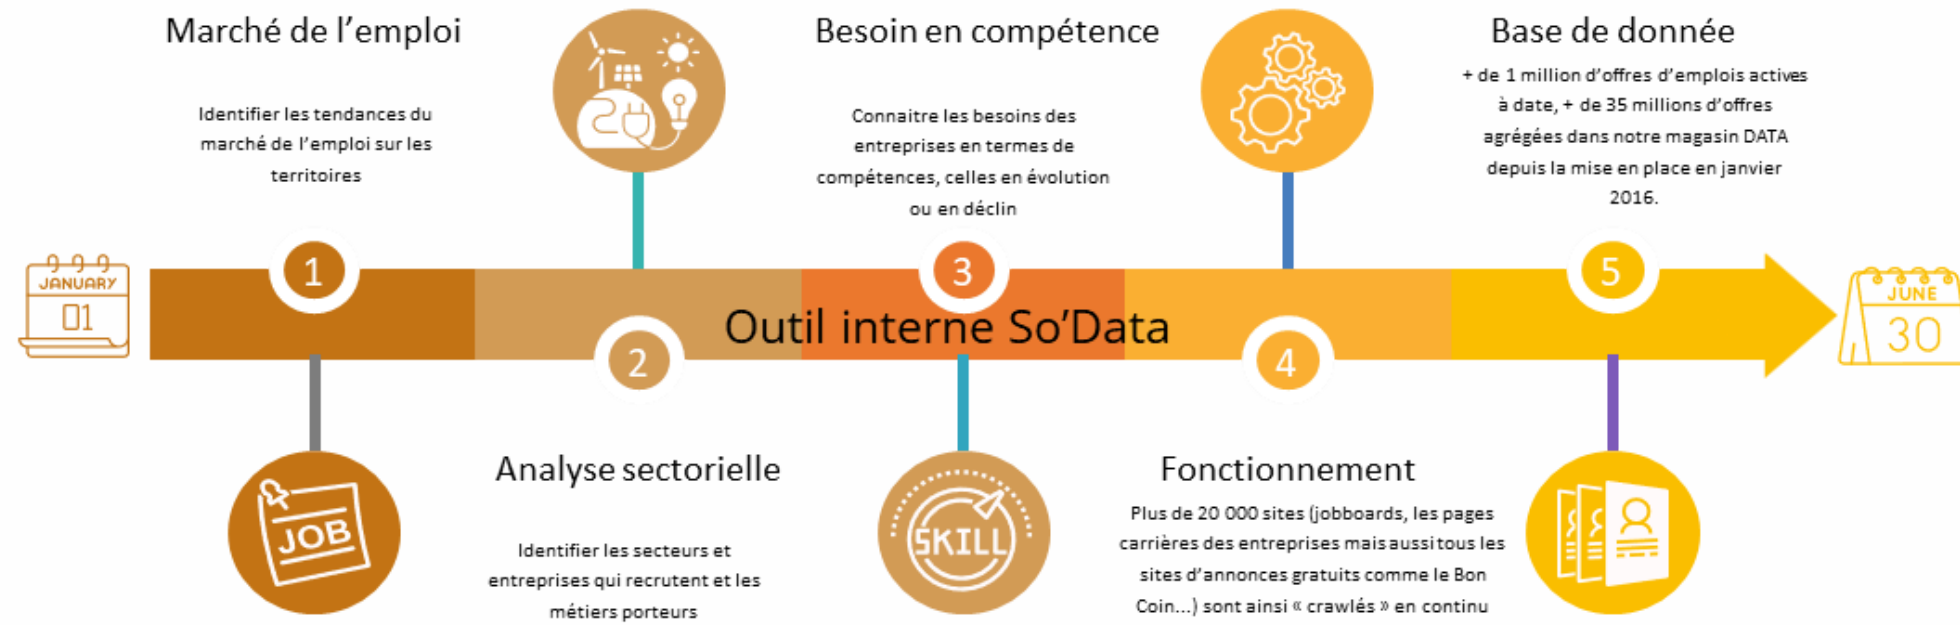 Marché de l'emploi
Identifier les tendances du
marché de l'emploi sur les
territoires
Besoin en compétence
Connaitre les besoins des
entreprises en termes de
compétences, celles en évolution
ou en déclin
Base de donnée
+ de 1 million d'offres d'emplois actives
à date, + de 35 millions d'offres
agrégées dans notre magasin DATA
depuis la mise en place en janvier
2016.
JANUARY
01
1
2
3
4
5
Outil interne So'Data
JUNE
30
JOB
Analyse sectorielle
Identifier les secteurs et
entreprises qui recrutent et les
métiers porteurs
SKILL
Fonctionnement
Plus de 20 000 sites (jobboards, les pages
carrières des entreprises mais aussi tous les
sites d'annonces gratuits comme le Bon
Coin...) sont ainsi « crawlés » en continu